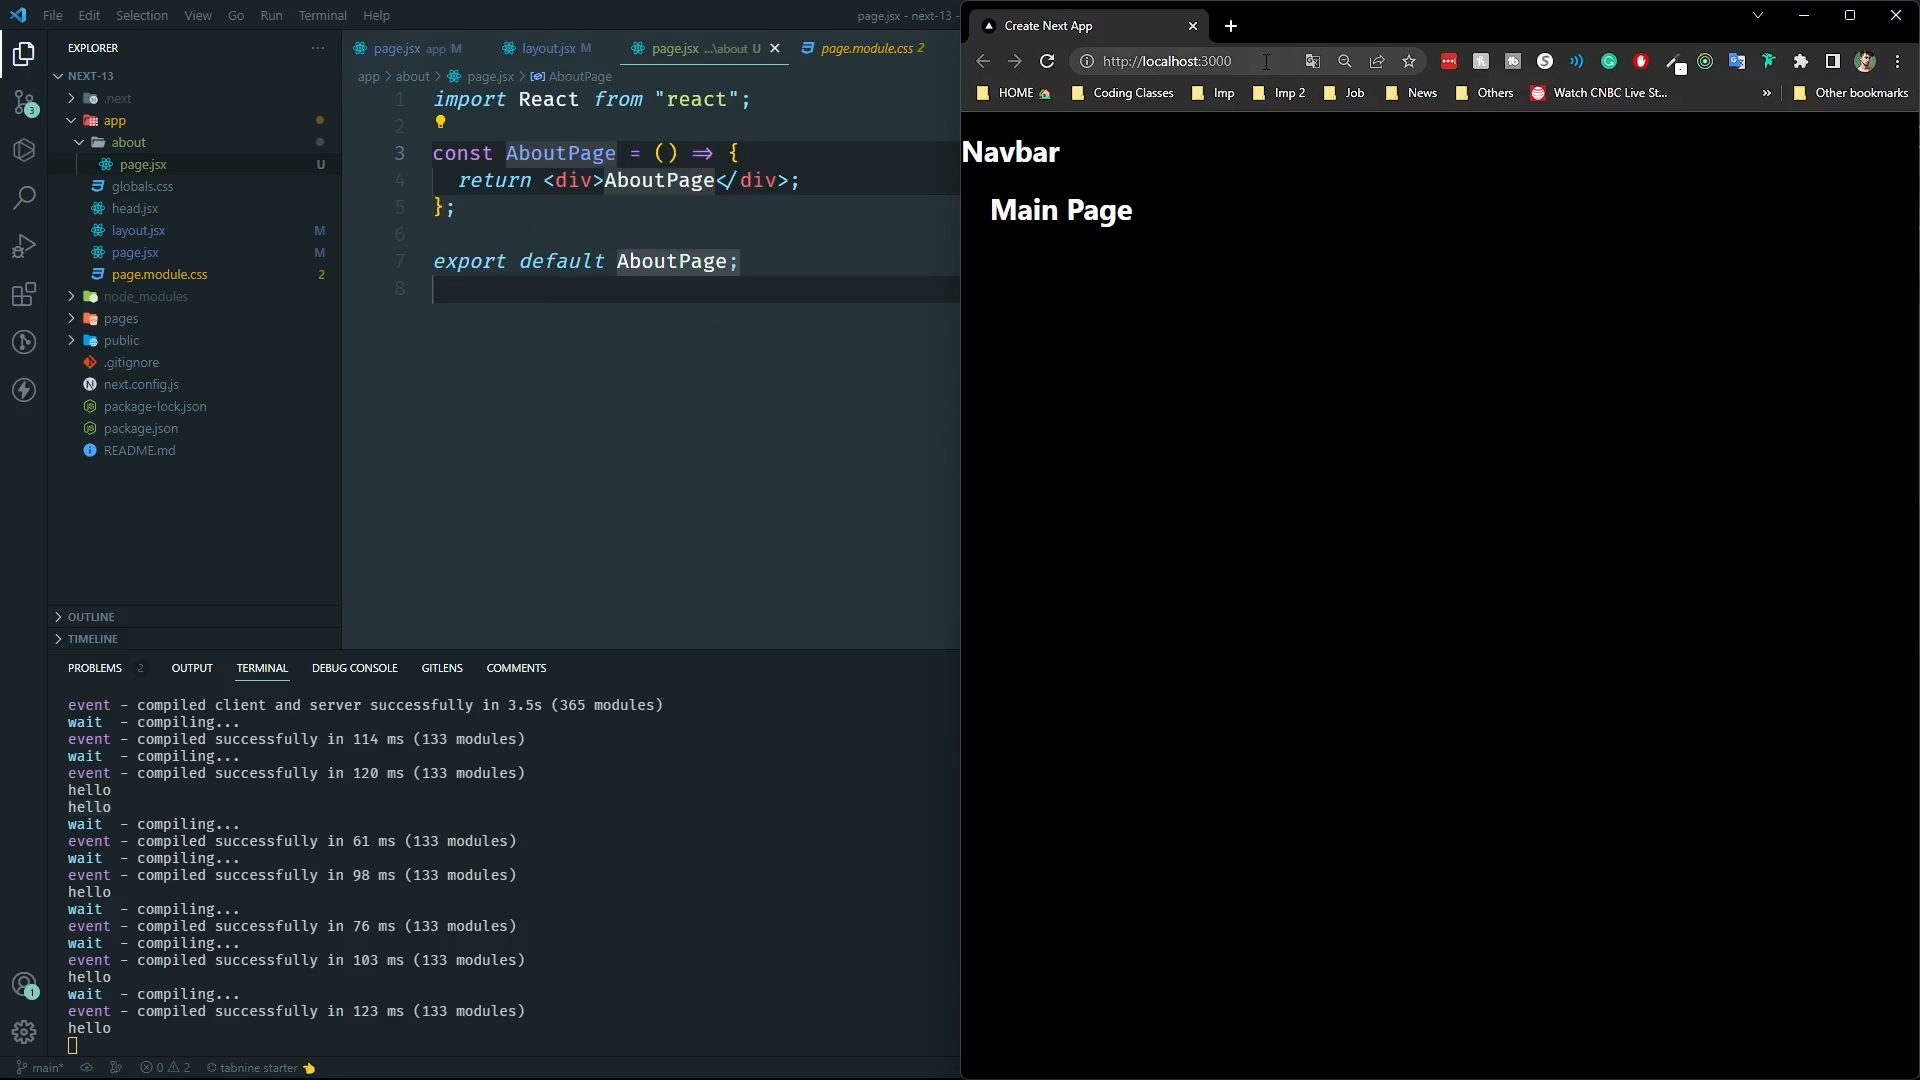 File Edit Selection View Go Run Terminal Help
page.jsx - next-13 -
EXPLORER
NEXT-13
.next
app
about
page.jsx U
globals.css
head.jsx
layout.jsx M
page.jsx M
page.module.css 2
node_modules
pages
public
.gitignore
next.config.js
package-lock.json
package.json
README.md
OUTLINE
TIMELINE
3
1
page.jsx app M
layout.jsx M
page.jsx ...\about U
page.module.css 2
app > about > page.jsx > AboutPage
1 import React from "react";
2
3 const AboutPage = () => {
4 return <div>AboutPage</div>;
5 };
6
7 export default AboutPage;
8
PROBLEMS 2 OUTPUT TERMINAL DEBUG CONSOLE GITLENS COMMENTS
event - compiled client and server successfully in 3.5s (365 modules)
wait - compiling...
event - compiled successfully in 114 ms (133 modules)
wait - compiling...
event - compiled successfully in 120 ms (133 modules)
hello
hello
wait - compiling...
event - compiled successfully in 61 ms (133 modules)
wait - compiling...
event - compiled successfully in 98 ms (133 modules)
hello
wait - compiling...
event - compiled successfully in 76 ms (133 modules)
wait - compiling...
event - compiled successfully in 103 ms (133 modules)
hello
wait - compiling...
event - compiled successfully in 123 ms (133 modules)
hello
main* 0 2 tabnine starter
Create Next App
http://localhost:3000
HOME Coding Classes Imp Imp 2 Job News Others Watch CNBC Live St... » Other bookmarks
Navbar
Main Page